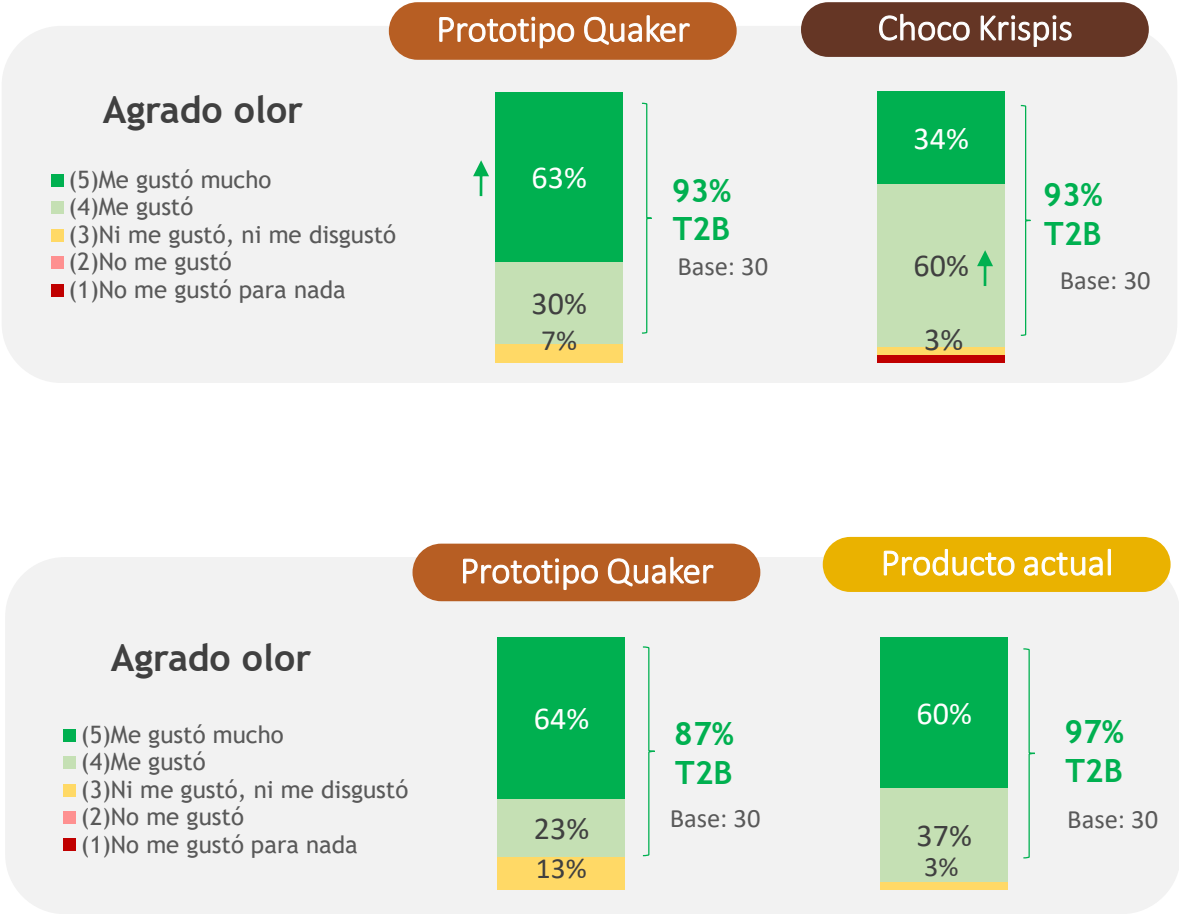 Prototipo Quaker
Choco Krispis
Agrado olor
(5)Me gustó mucho
(4)Me gustó
(3)Ni me gustó, ni me disgustó
(2)No me gustó
(1)No me gustó para nada
63%
30%
7%
93%
T2B
Base: 30
34%
60%
3%
93%
T2B
Base: 30
Prototipo Quaker
Producto actual
Agrado olor
(5)Me gustó mucho
(4)Me gustó
(3)Ni me gustó, ni me disgustó
(2)No me gustó
(1)No me gustó para nada
64%
23%
13%
87%
T2B
Base: 30
60%
37%
3%
97%
T2B
Base: 30